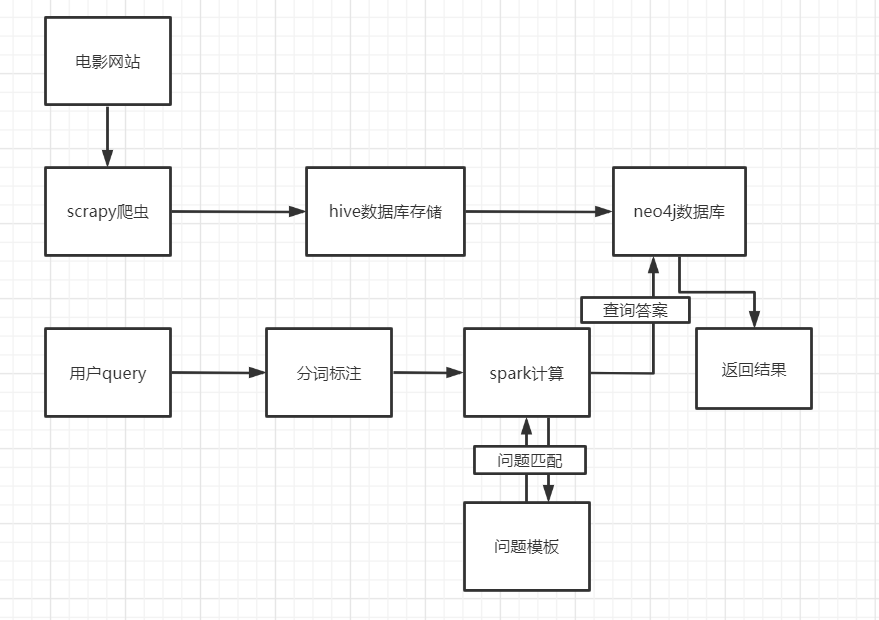 电影网站
scrapy爬虫
hive数据库存储
neo4j数据库
查询答案
用户query
分词标注
spark计算
返回结果
问题匹配
问题模板